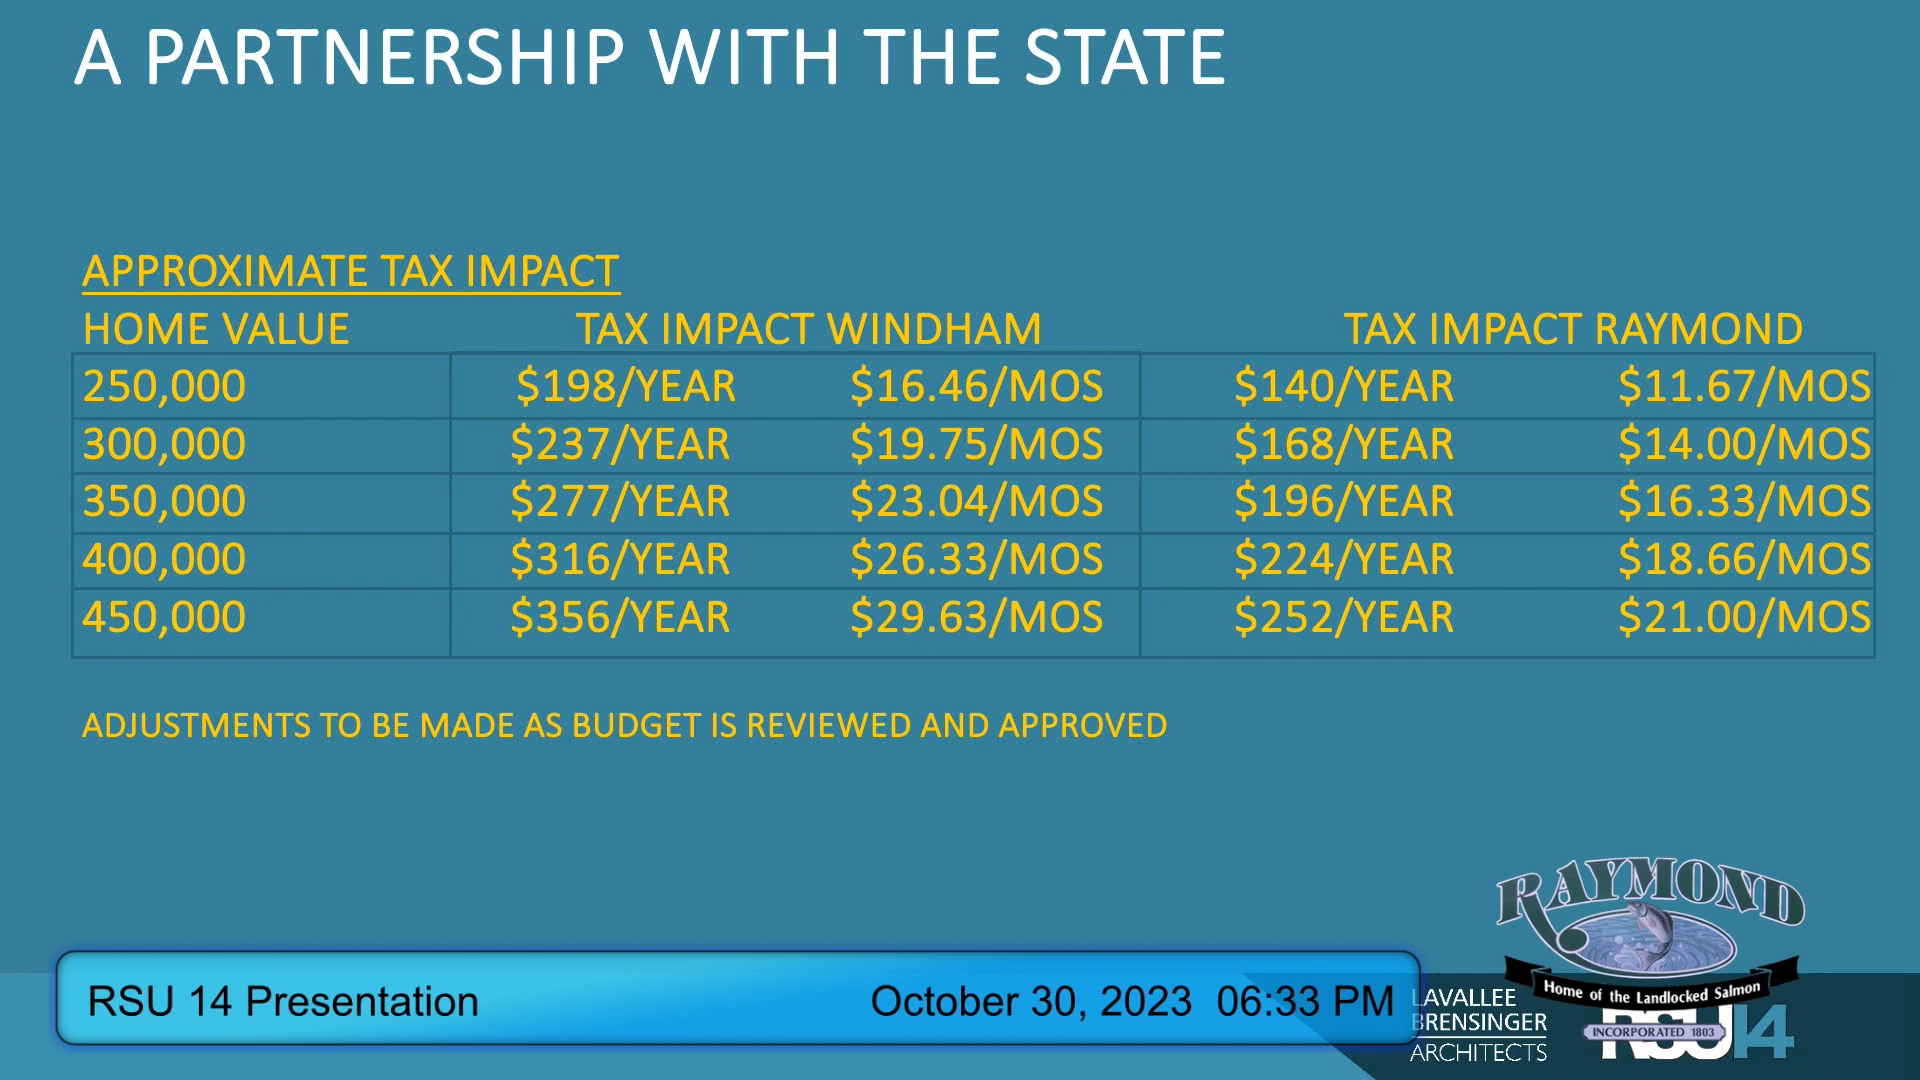 A PARTNERSHIP WITH THE STATE
APPROXIMATE TAX IMPACT
HOME VALUE TAX IMPACT WINDHAM TAX IMPACT RAYMOND
250,000 $198/YEAR $16.46/MOS $140/YEAR $11.67/MOS
300,000 $237/YEAR $19.75/MOS $168/YEAR $14.00/MOS
350,000 $277/YEAR $23.04/MOS $196/YEAR $16.33/MOS
400,000 $316/YEAR $26.33/MOS $224/YEAR $18.66/MOS
450,000 $356/YEAR $29.63/MOS $252/YEAR $21.00/MOS
ADJUSTMENTS TO BE MADE AS BUDGET IS REVIEWED AND APPROVED
RAYMOND
Home of the Landlocked Salmon
INCORPORATED 1803
RSU 14 Presentation October 30, 2023 06:33 PM
LAVALLEE
BRENSINGER
ARCHITECTS
RSU14